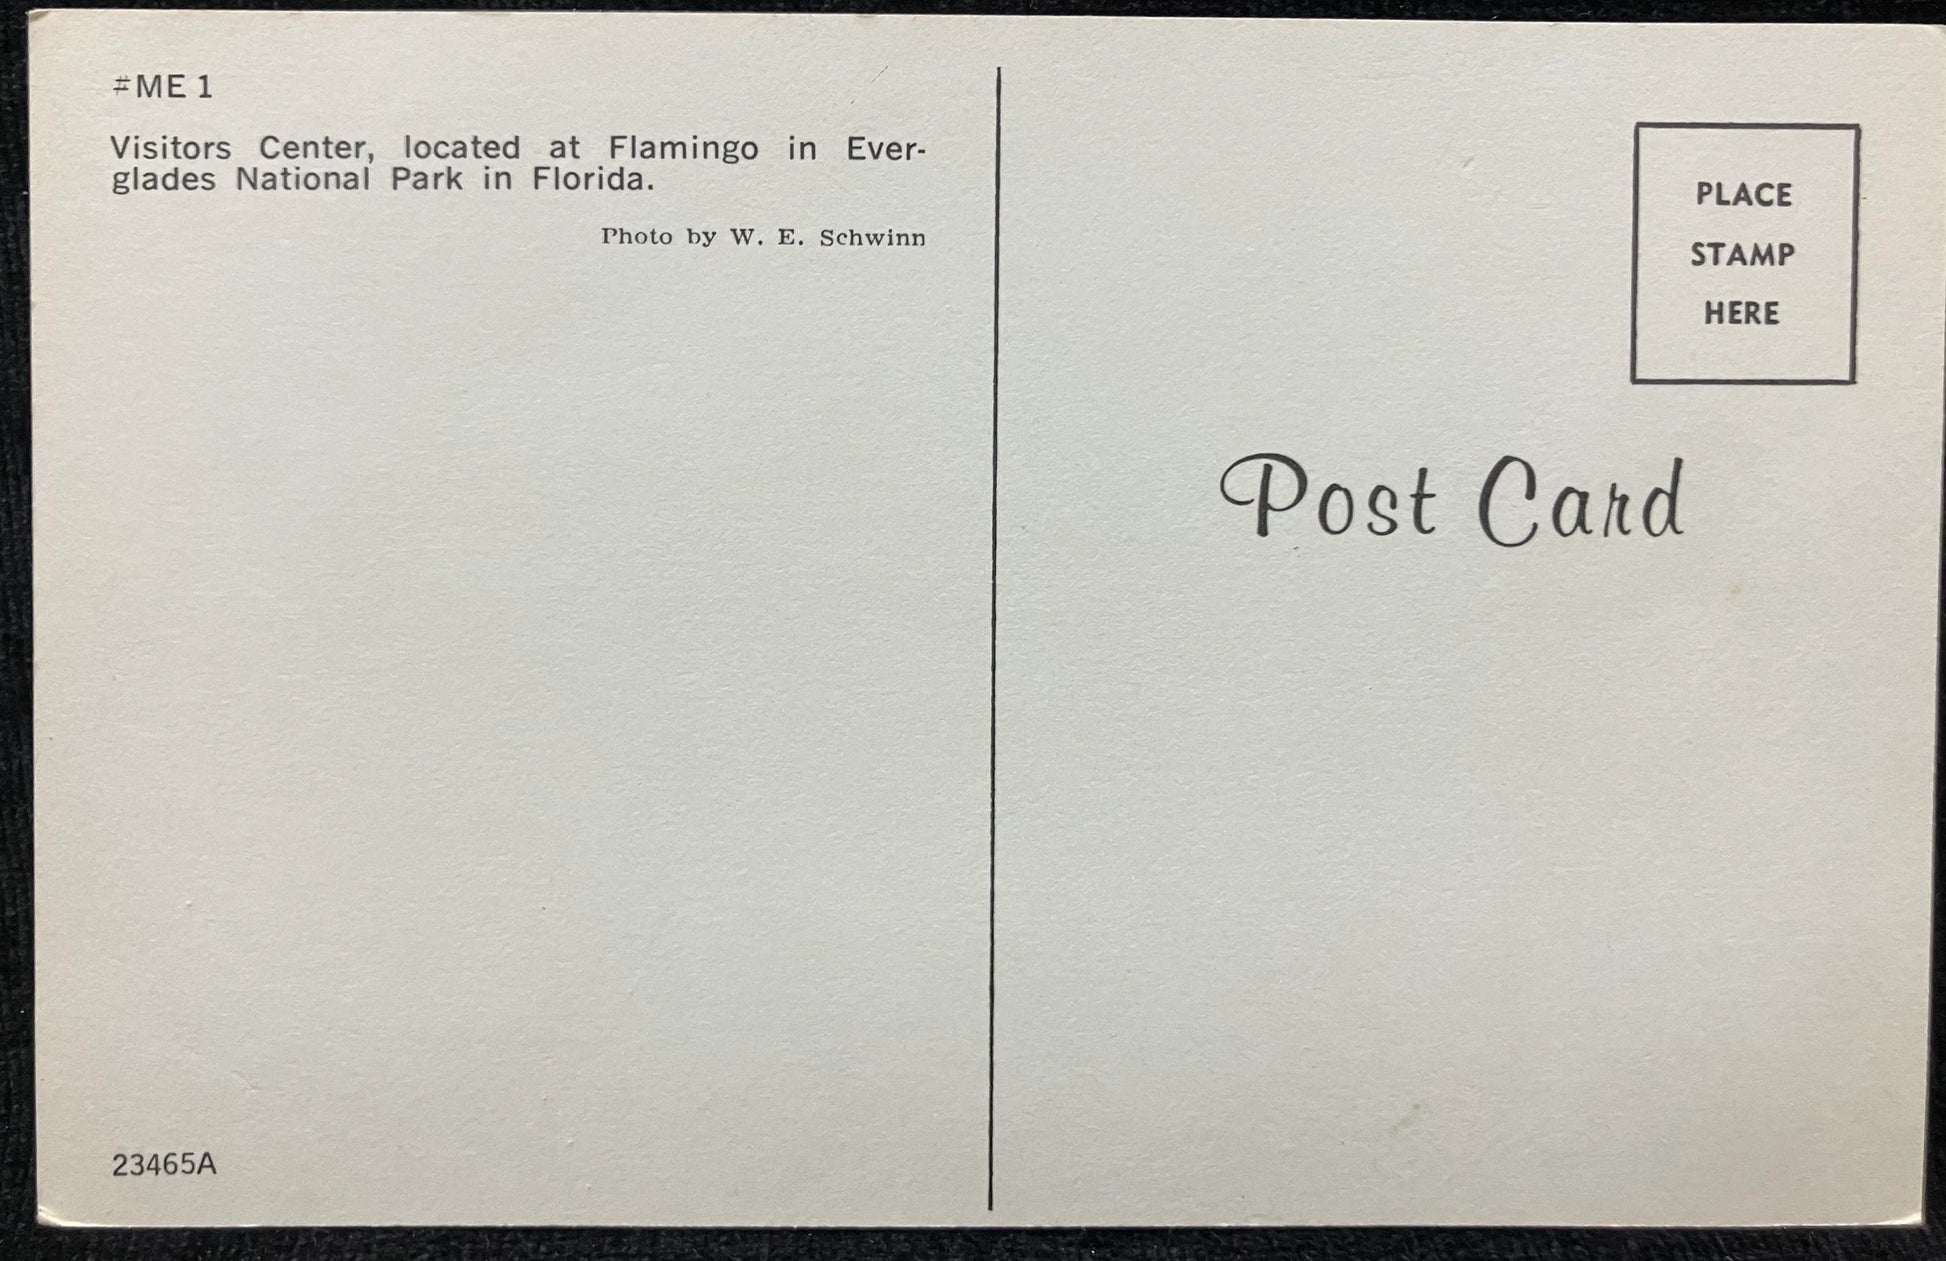 #ME 1
Visitors Center, located at Flamingo in Ever-
glades National Park in Florida.
Photo by W. E. Schwinn
23465A
PLACE
STAMP
HERE
Post Card